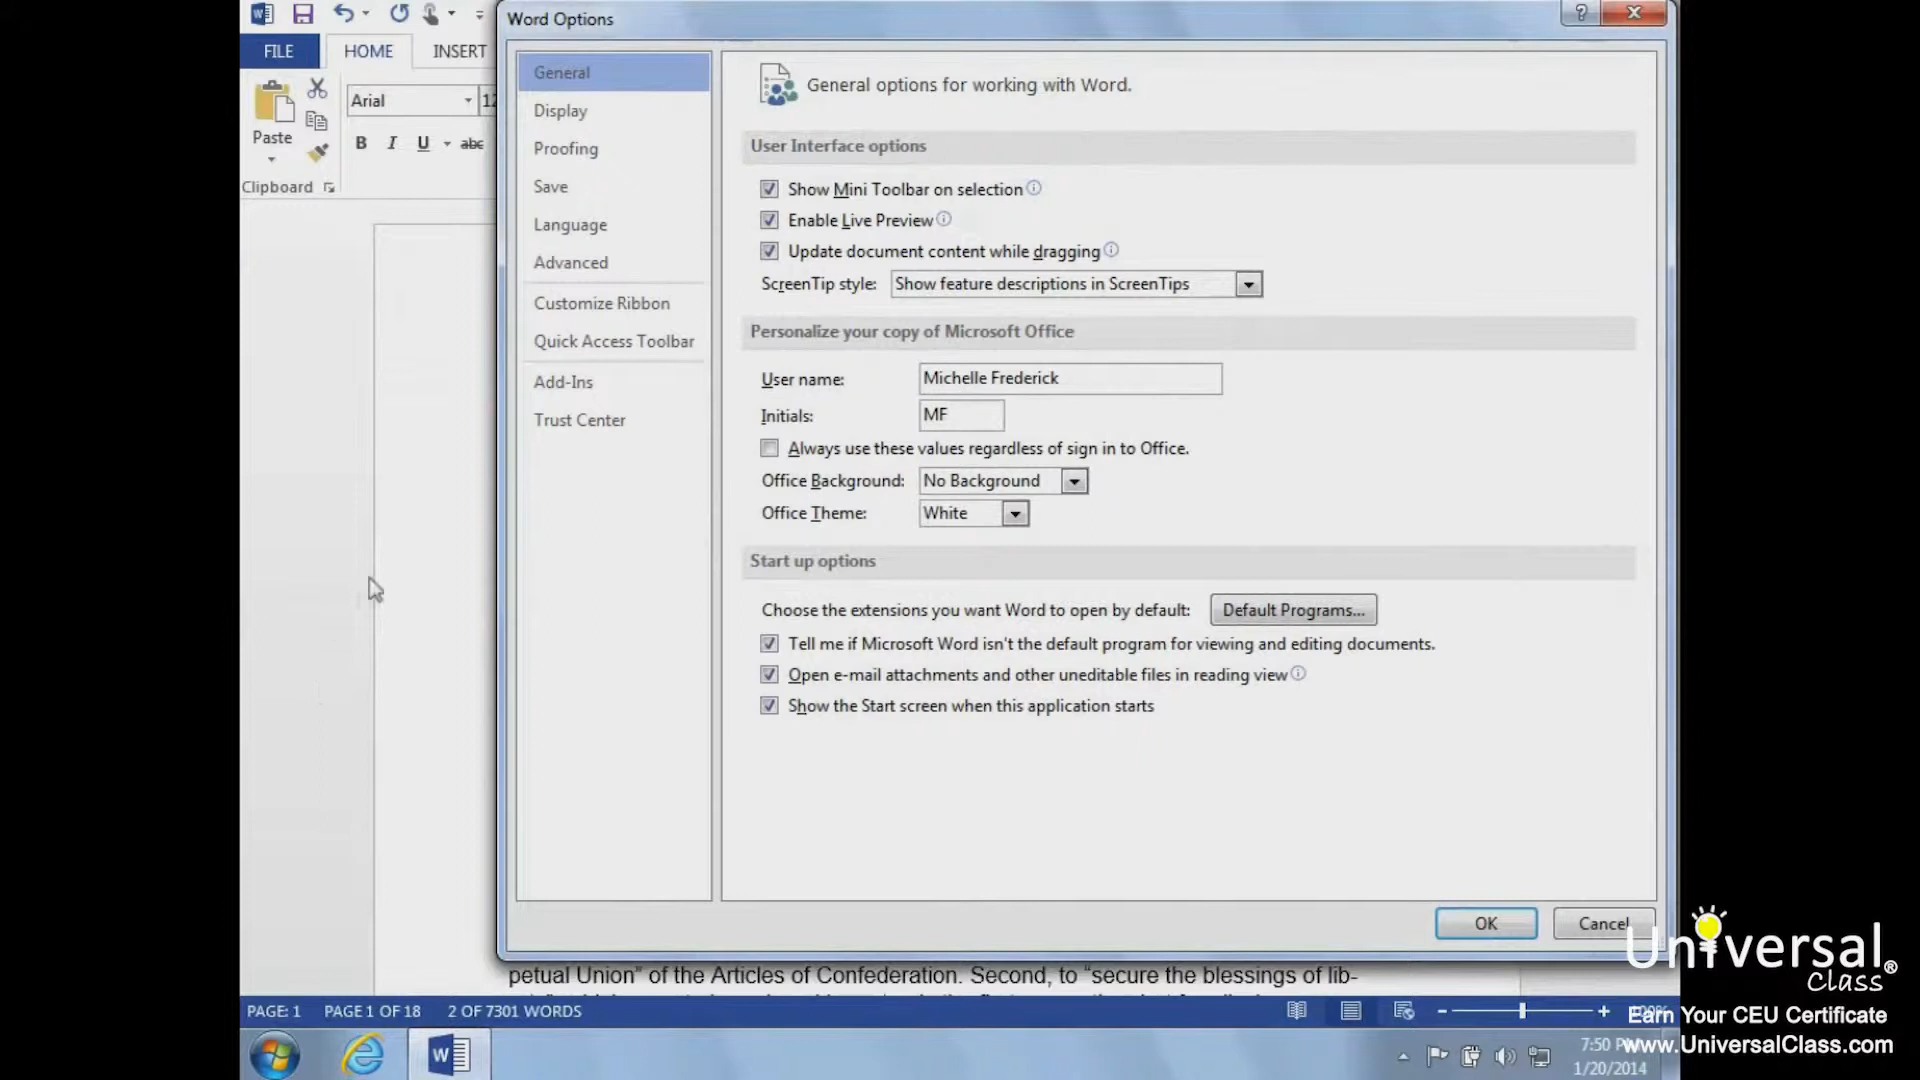 Word Options
FILE
HOME
INSERT
Paste
Arial
12
B I U abc
Clipboard
General
Display
Proofing
Save
Language
Advanced
Customize Ribbon
Quick Access Toolbar
Add-Ins
Trust Center
General options for working with Word.
User Interface options
Show Mini Toolbar on selection
Enable Live Preview
Update document content while dragging
ScreenTip style: Show feature descriptions in ScreenTips
Personalize your copy of Microsoft Office
User name: Michelle Frederick
Initials: MF
Always use these values regardless of sign in to Office.
Office Background: No Background
Office Theme: White
Start up options
Choose the extensions you want Word to open by default: Default Programs...
Tell me if Microsoft Word isn't the default program for viewing and editing documents.
Open e-mail attachments and other uneditable files in reading view
Show the Start screen when this application starts
OK
Cancel
petual Union” of the Articles of Confederation. Second, to “secure the blessings of lib-
PAGE: 1 PAGE 1 OF 18 2 OF 7301 WORDS
7:50 PM
1/20/2014
Universal
Class®
Earn Your CEU Certificate
www.UniversalClass.com